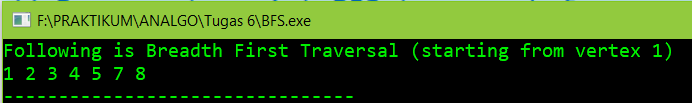 F:\PRAKTIKUM\ANALGO\Tugas 6\BFS.exe
Following is Breadth First Traversal (starting from vertex 1)
1 2 3 4 5 7 8
--------------------------------